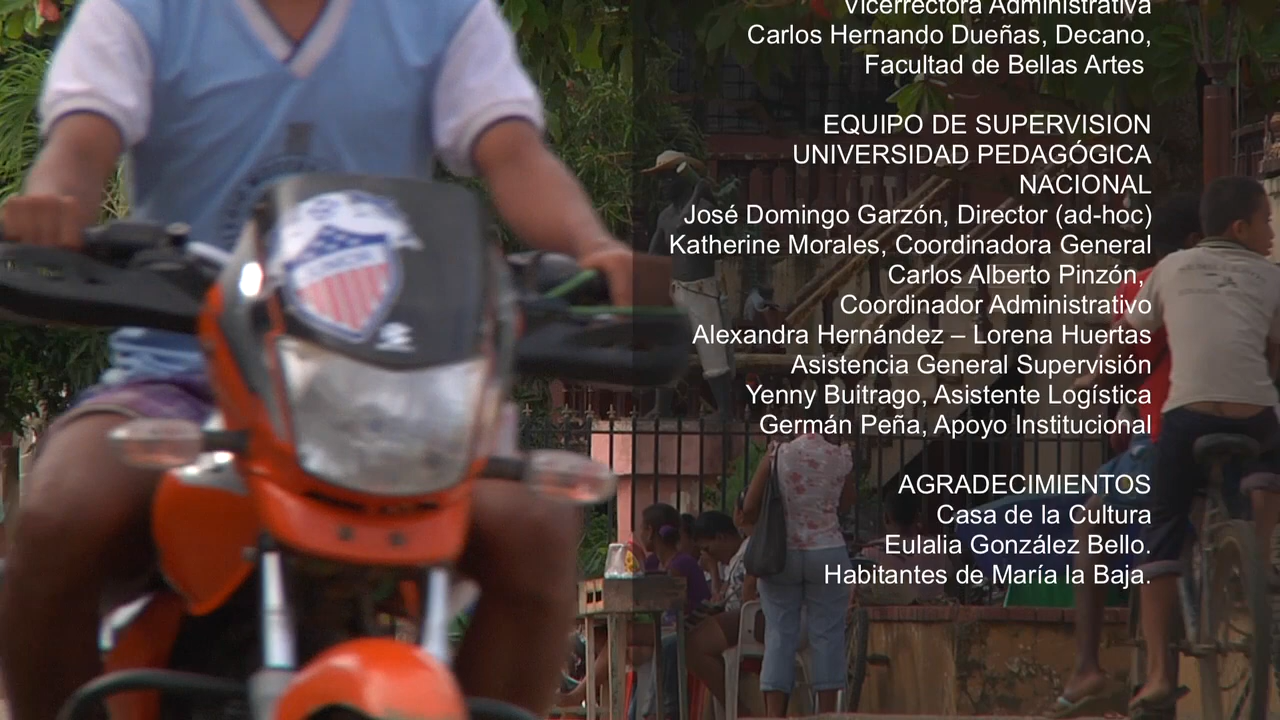 Vicerrectora Administrativa
Carlos Hernando Dueñas, Decano,
Facultad de Bellas Artes
EQUIPO DE SUPERVISION
UNIVERSIDAD PEDAGÓGICA
NACIONAL
José Domingo Garzón, Director (ad-hoc)
Katherine Morales, Coordinadora General
Carlos Alberto Pinzón,
Coordinador Administrativo
Alexandra Hernández – Lorena Huertas
Asistencia General Supervisión
Yenny Buitrago, Asistente Logística
Germán Peña, Apoyo Institucional
AGRADECIMIENTOS
Casa de la Cultura
Eulalia González Bello.
Habitantes de María la Baja.